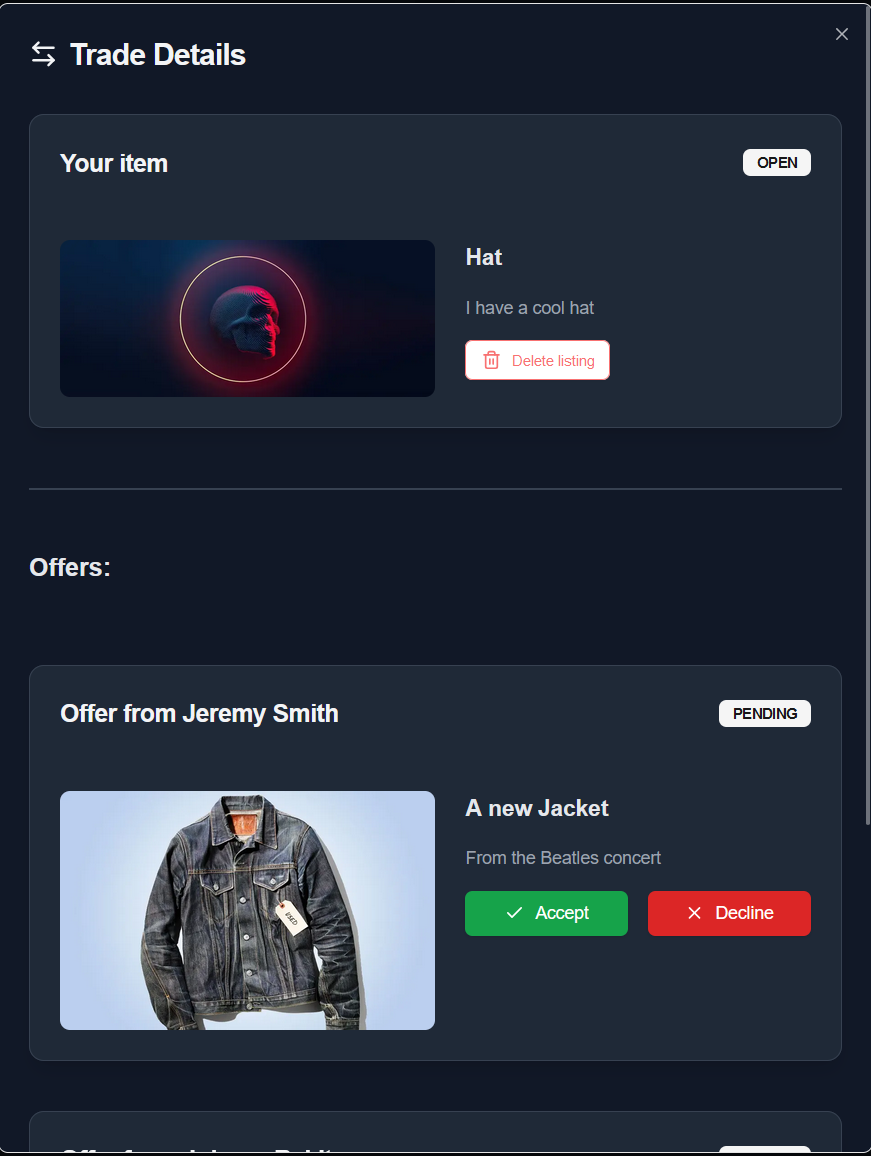 Trade Details
Your item
OPEN
Hat
I have a cool hat
Delete listing
Offers:
Offer from Jeremy Smith
PENDING
A new Jacket
From the Beatles concert
USED
Accept
Decline